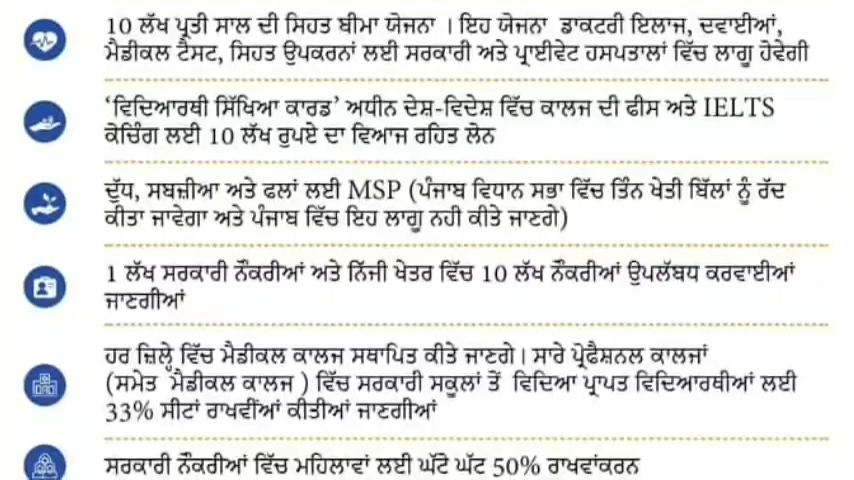 10 ਲੱਖ ਪ੍ਰਤੀ ਸਾਲ ਦੀ ਸਿਹਤ ਬੀਮਾ ਯੋਜਨਾ । ਇਹ ਯੋਜਨਾ ਡਾਕਟਰੀ ਇਲਾਜ, ਦਵਾਈਆਂ,
ਮੈਡੀਕਲ ਟੈਸਟ, ਸਿਹਤ ਉਪਕਰਨਾਂ ਲਈ ਸਰਕਾਰੀ ਅਤੇ ਪ੍ਰਾਈਵੇਟ ਹਸਪਤਾਲਾਂ ਵਿੱਚ ਲਾਗੂ ਹੋਵੇਗੀ
‘ਵਿਦਿਆਰਥੀ ਸਿੱਖਿਆ ਕਾਰਡ’ ਅਧੀਨ ਦੇਸ਼-ਵਿਦੇਸ਼ ਵਿੱਚ ਕਾਲਜ ਦੀ ਫੀਸ ਅਤੇ IELTS
ਕੋਚਿੰਗ ਲਈ 10 ਲੱਖ ਰੁਪਏ ਦਾ ਵਿਆਜ ਰਹਿਤ ਲੋਨ
ਦੁੱਧ, ਸਬਜ਼ੀਆ ਅਤੇ ਫਲਾਂ ਲਈ MSP (ਪੰਜਾਬ ਵਿਧਾਨ ਸਭਾ ਵਿੱਚ ਤਿੰਨ ਖੇਤੀ ਬਿੱਲਾਂ ਨੂੰ ਰੱਦ
ਕੀਤਾ ਜਾਵੇਗਾ ਅਤੇ ਪੰਜਾਬ ਵਿੱਚ ਇਹ ਲਾਗੂ ਨਹੀ ਕੀਤੇ ਜਾਣਗੇ)
1 ਲੱਖ ਸਰਕਾਰੀ ਨੌਕਰੀਆਂ ਅਤੇ ਨਿੱਜੀ ਖੇਤਰ ਵਿੱਚ 10 ਲੱਖ ਨੌਕਰੀਆਂ ਉਪਲੱਬਧ ਕਰਵਾਈਆਂ
ਜਾਣਗੀਆਂ
ਹਰ ਜ਼ਿਲ੍ਹੇ ਵਿੱਚ ਮੈਡੀਕਲ ਕਾਲਜ ਸਥਾਪਿਤ ਕੀਤੇ ਜਾਣਗੇ। ਸਾਰੇ ਪ੍ਰੋਫੈਸ਼ਨਲ ਕਾਲਜਾਂ
(ਸਮੇਤ ਮੈਡੀਕਲ ਕਾਲਜ ) ਵਿੱਚ ਸਰਕਾਰੀ ਸਕੂਲਾਂ ਤੋਂ ਵਿਦਿਆ ਪ੍ਰਾਪਤ ਵਿਦਿਆਰਥੀਆਂ ਲਈ
33% ਸੀਟਾਂ ਰਾਖਵੀਂਆਂ ਕੀਤੀਆਂ ਜਾਣਗੀਆਂ
ਸਰਕਾਰੀ ਨੌਕਰੀਆਂ ਵਿੱਚ ਮਹਿਲਾਵਾਂ ਲਈ ਘੱਟੋ ਘੱਟ 50% ਰਾਖਵਾਂਕਰਨ